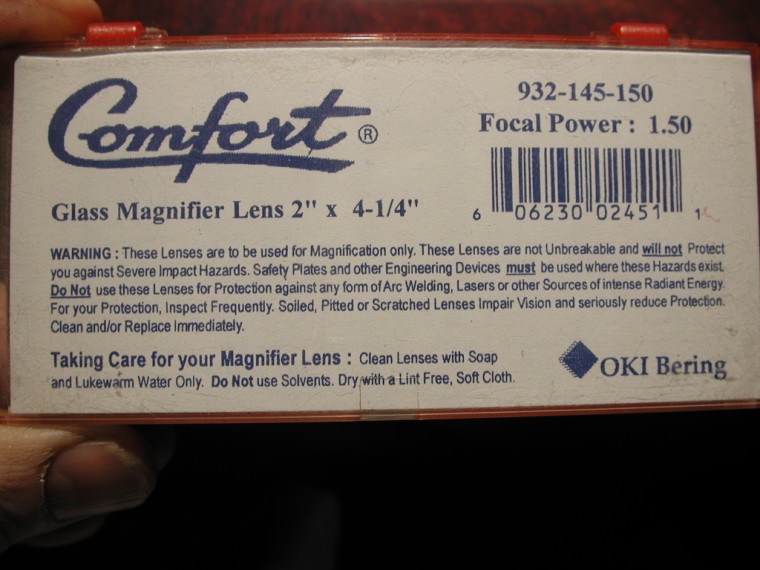 Comfort®
932-145-150
Focal Power : 1.50
Glass Magnifier Lens 2" x 4-1/4"
6 06230 02451 1
WARNING : These Lenses are to be used for Magnification only. These Lenses are not Unbreakable and will not Protect
you against Severe Impact Hazards. Safety Plates and other Engineering Devices must be used where these Hazards exist.
Do Not use these Lenses for Protection against any form of Arc Welding, Lasers or other Sources of intense Radiant Energy.
For your Protection, Inspect Frequently. Soiled, Pitted or Scratched Lenses Impair Vision and seriously reduce Protection.
Clean and/or Replace Immediately.
Taking Care for your Magnifier Lens : Clean Lenses with Soap
and Lukewarm Water Only. Do Not use Solvents. Dry with a Lint Free, Soft Cloth.
OKI Bering